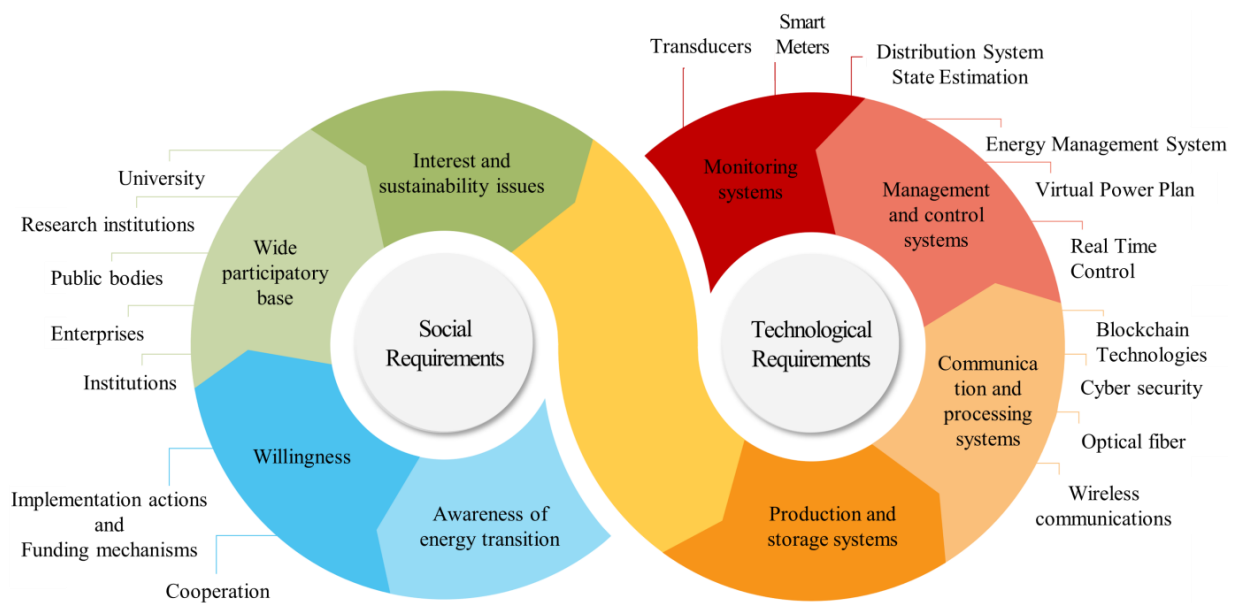 Interest and
sustainability issues
Wide
participatory
base
Willingness
Awareness of
energy transition
Social
Requirements
University
Research institutions
Public bodies
Enterprises
Institutions
Implementation actions
and
Funding mechanisms
Cooperation
Transducers
Smart
Meters
Distribution System
State Estimation
Monitoring
systems
Management
and control
systems
Communica
tion and
processing
systems
Production and
storage systems
Technological
Requirements
Energy Management System
Virtual Power Plan
Real Time
Control
Blockchain
Technologies
Cyber security
Optical fiber
Wireless
communications